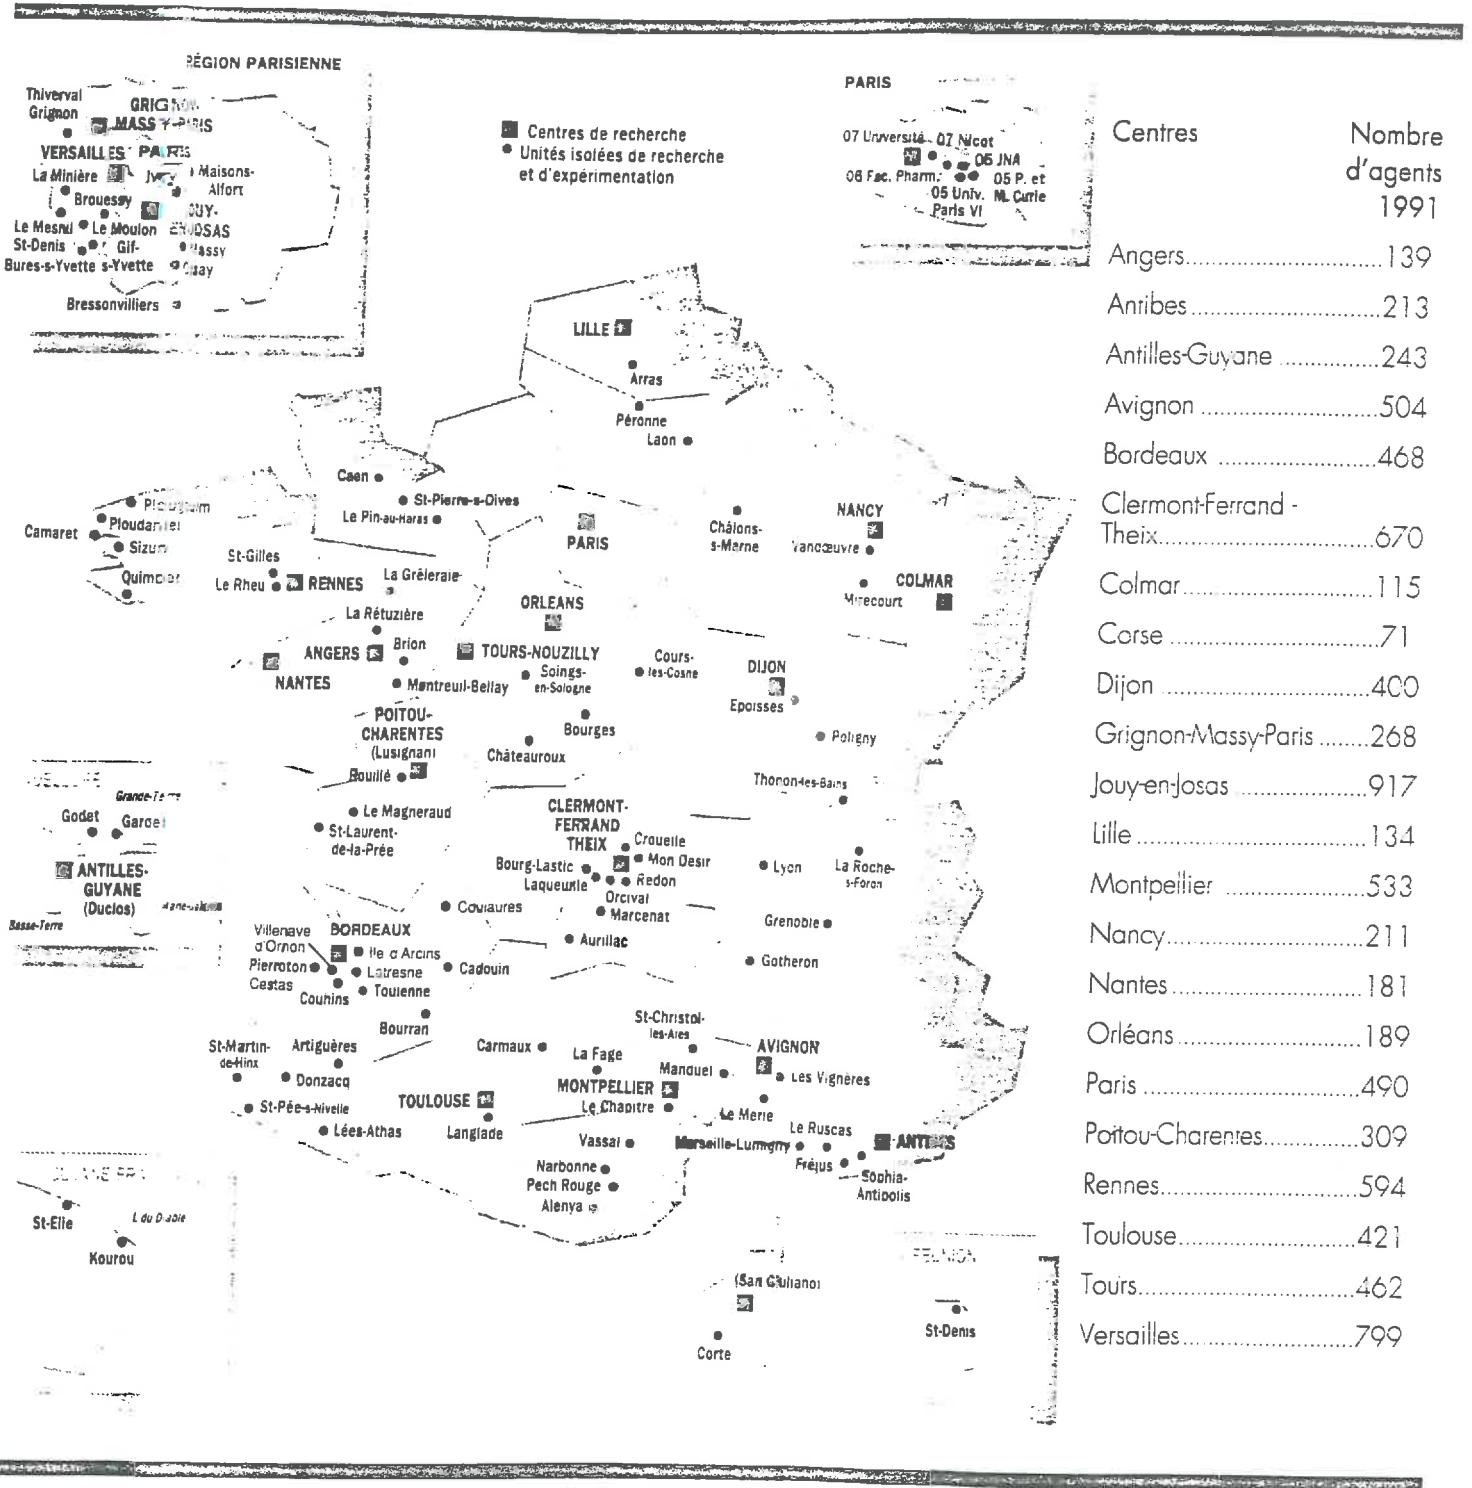 RÉGION PARISIENNE
Thiverval
Grignon
VERSAILLES
PARIS
La Minière
Maisons-
Alfort
Brouessy
Le Mesnil
Le Moulon
St-Denis
Gif-
Bures-s-Yvette
s-Yvette
Bressonvilliers
Centres de recherche
Unités isolées de recherche
et d'expérimentation
PARIS
07 Université
07 Nicot
05 JNA
06 Fac. Pharm.
05 P. et
M. Curie
05 Univ.
Paris VI
LILLE
Arras
Péronne
Laon
Caen
St-Pierre-s-Dives
Le Pin-au-Haras
Camaret
Sizun
Quimper
St-Gilles
Le Rheu
RENNES
La Grêleraie
La Rétuzière
PARIS
Châlons-
s-Marne
NANCY
Vandœuvre
COLMAR
Mirecourt
ORLEANS
ANGERS
Brion
TOURS-NOUZILLY
NANTES
Montreuil-Bellay
Soings-
en-Sologne
Cours-
les-Cosne
DIJON
Epoisses
POITOU-
CHARENTES
(Lusignan)
Rouillé
Bourges
Châteauroux
Poligny
Thonon-les-Bains
Le Magneraud
St-Laurent-
de-la-Prée
CLERMONT-
FERRAND
THEIX
Crouelle
Mon Desir
Bourg-Lastic
Laqueuille
Redon
Orcival
Marcenat
Lyon
La Roche-
s-Foron
Grande-Terre
Godet
Gardel
ANTILLES-
GUYANE
(Duclos)
Basse-Terre
Coulaures
Aurillac
Grenoble
Gotheron
Villenave
d'Ornon
BORDEAUX
Ile d'Arcins
Pierroton
Latresne
Cestas
Couhins
Toulenne
Cadouin
Bourran
St-Martin-
de-Hinx
Artiguères
Donzacq
St-Pée-s-Nivelle
Lées-Athas
TOULOUSE
Langlade
Carmaux
La Fage
St-Christol-
les-Ales
Manduel
MONTPELLIER
Le Chapitre
AVIGNON
Les Vignères
Le Merle
Vassal
Narbonne
Pech Rouge
Alenya
Le Ruscas
Marseille-Luminy
ANTIBES
Fréjus
Sophia-
Antipolis
St-Elie
I. du Diable
Kourou
(San Giuliano)
Corte
REUNION
St-Denis
Centres
Nombre
d'agents
1991
Angers..............................139
Antibes.............................213
Antilles-Guyane ...............243
Avignon ...........................504
Bordeaux ........................468
Clermont-Ferrand -
Theix.................................670
Colmar.............................115
Corse ................................71
Dijon ................................400
Grignon-Massy-Paris ........268
Jouy-en-Josas ...................917
Lille ..................................134
Montpellier .....................533
Nancy..............................211
Nantes.............................181
Orléans...........................189
Paris ................................490
Poitou-Charentes..............309
Rennes.............................594
Toulouse...........................421
Tours.................................462
Versailles..........................799